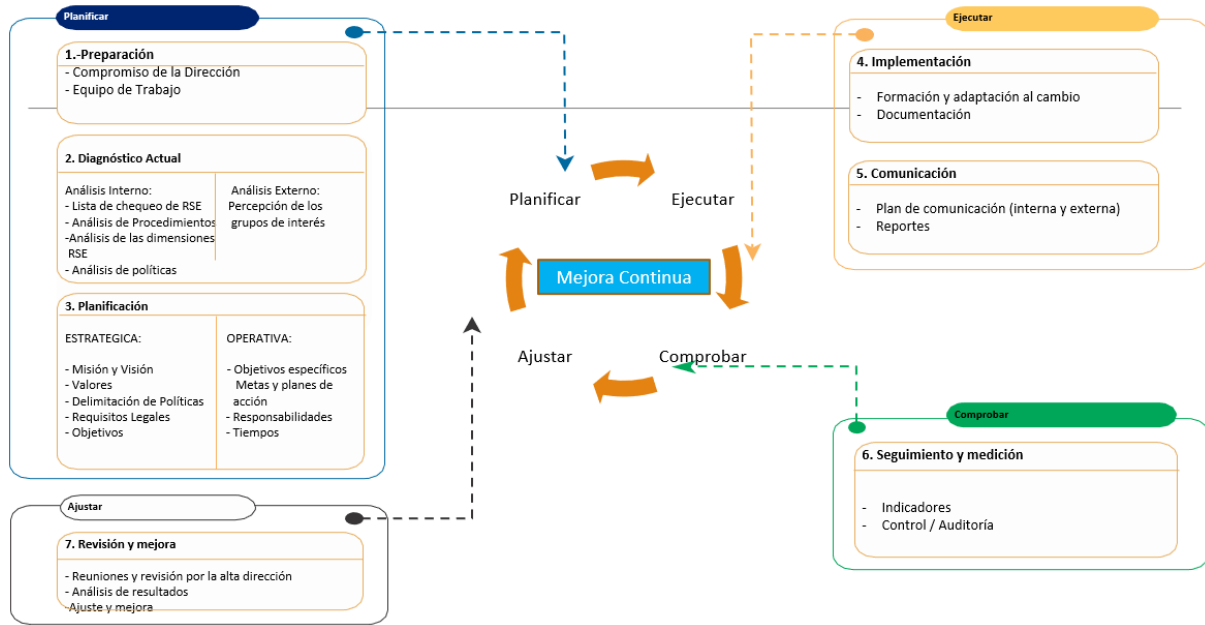 Planificar
1.-Preparación
- Compromiso de la Dirección
- Equipo de Trabajo
2. Diagnóstico Actual
Análisis Interno:
- Lista de chequeo de RSE
- Análisis de Procedimientos
-Análisis de las dimensiones
RSE
- Análisis de políticas
Análisis Externo:
Percepción de los
grupos de interés
3. Planificación
ESTRATEGICA:
- Misión y Visión
- Valores
- Delimitación de Políticas
- Requisitos Legales
- Objetivos
OPERATIVA:
- Objetivos específicos
Metas y planes de
acción
- Responsabilidades
- Tiempos
Ajustar
7. Revisión y mejora
- Reuniones y revisión por la alta dirección
- Análisis de resultados
-Ajuste y mejora
Planificar
Ejecutar
Mejora Continua
Ajustar
Comprobar
Ejecutar
4. Implementación
- Formación y adaptación al cambio
- Documentación
5. Comunicación
- Plan de comunicación (interna y externa)
- Reportes
Comprobar
6. Seguimiento y medición
- Indicadores
- Control / Auditoría